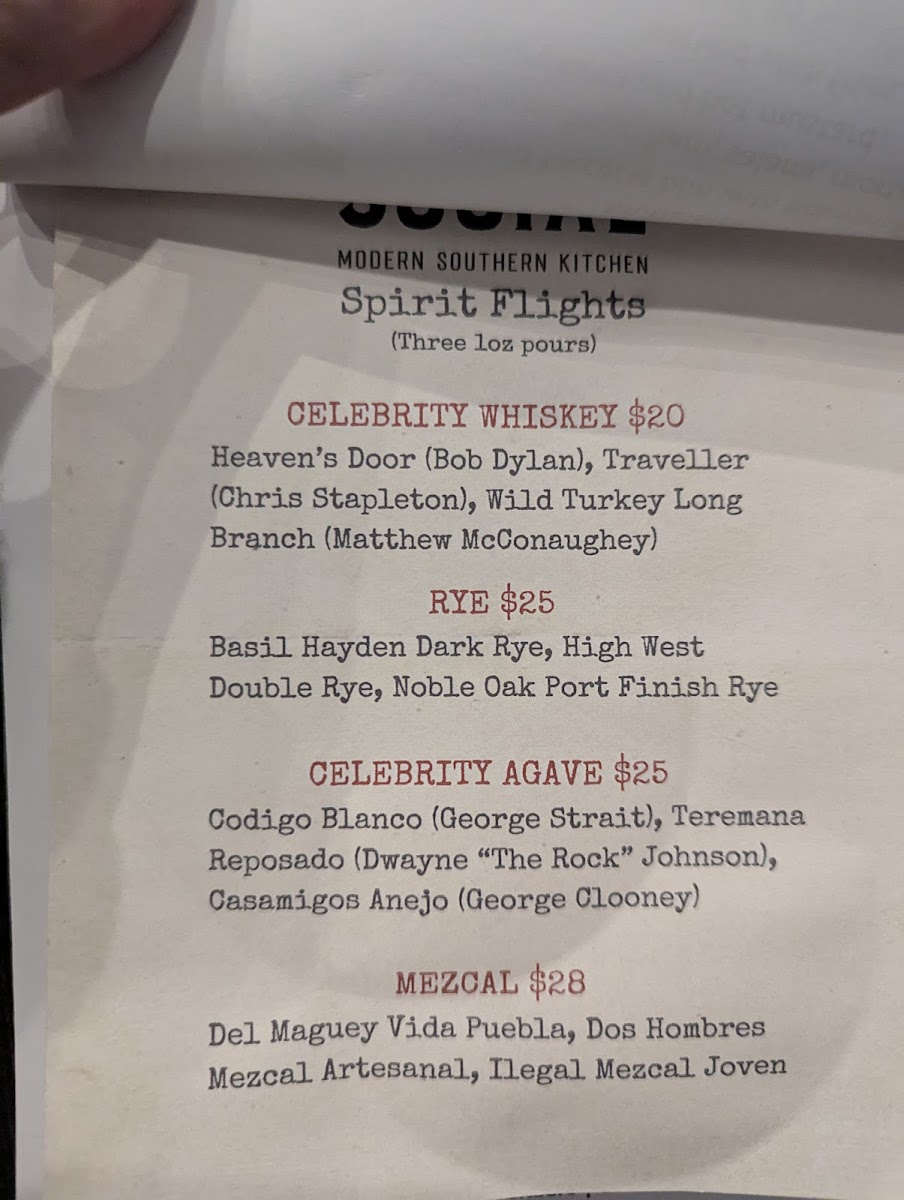 SOCIAL
MODERN SOUTHERN KITCHEN
Spirit Flights
(Three 1oz pours)
CELEBRITY WHISKEY $20
Heaven's Door (Bob Dylan), Traveller
(Chris Stapleton), Wild Turkey Long
Branch (Matthew McConaughey)
RYE $25
Basil Hayden Dark Rye, High West
Double Rye, Noble Oak Port Finish Rye
CELEBRITY AGAVE $25
Codigo Blanco (George Strait), Teremana
Reposado (Dwayne "The Rock" Johnson),
Casamigos Anejo (George Clooney)
MEZCAL $28
Del Maguey Vida Puebla, Dos Hombres
Mezcal Artesanal, Ilegal Mezcal Joven